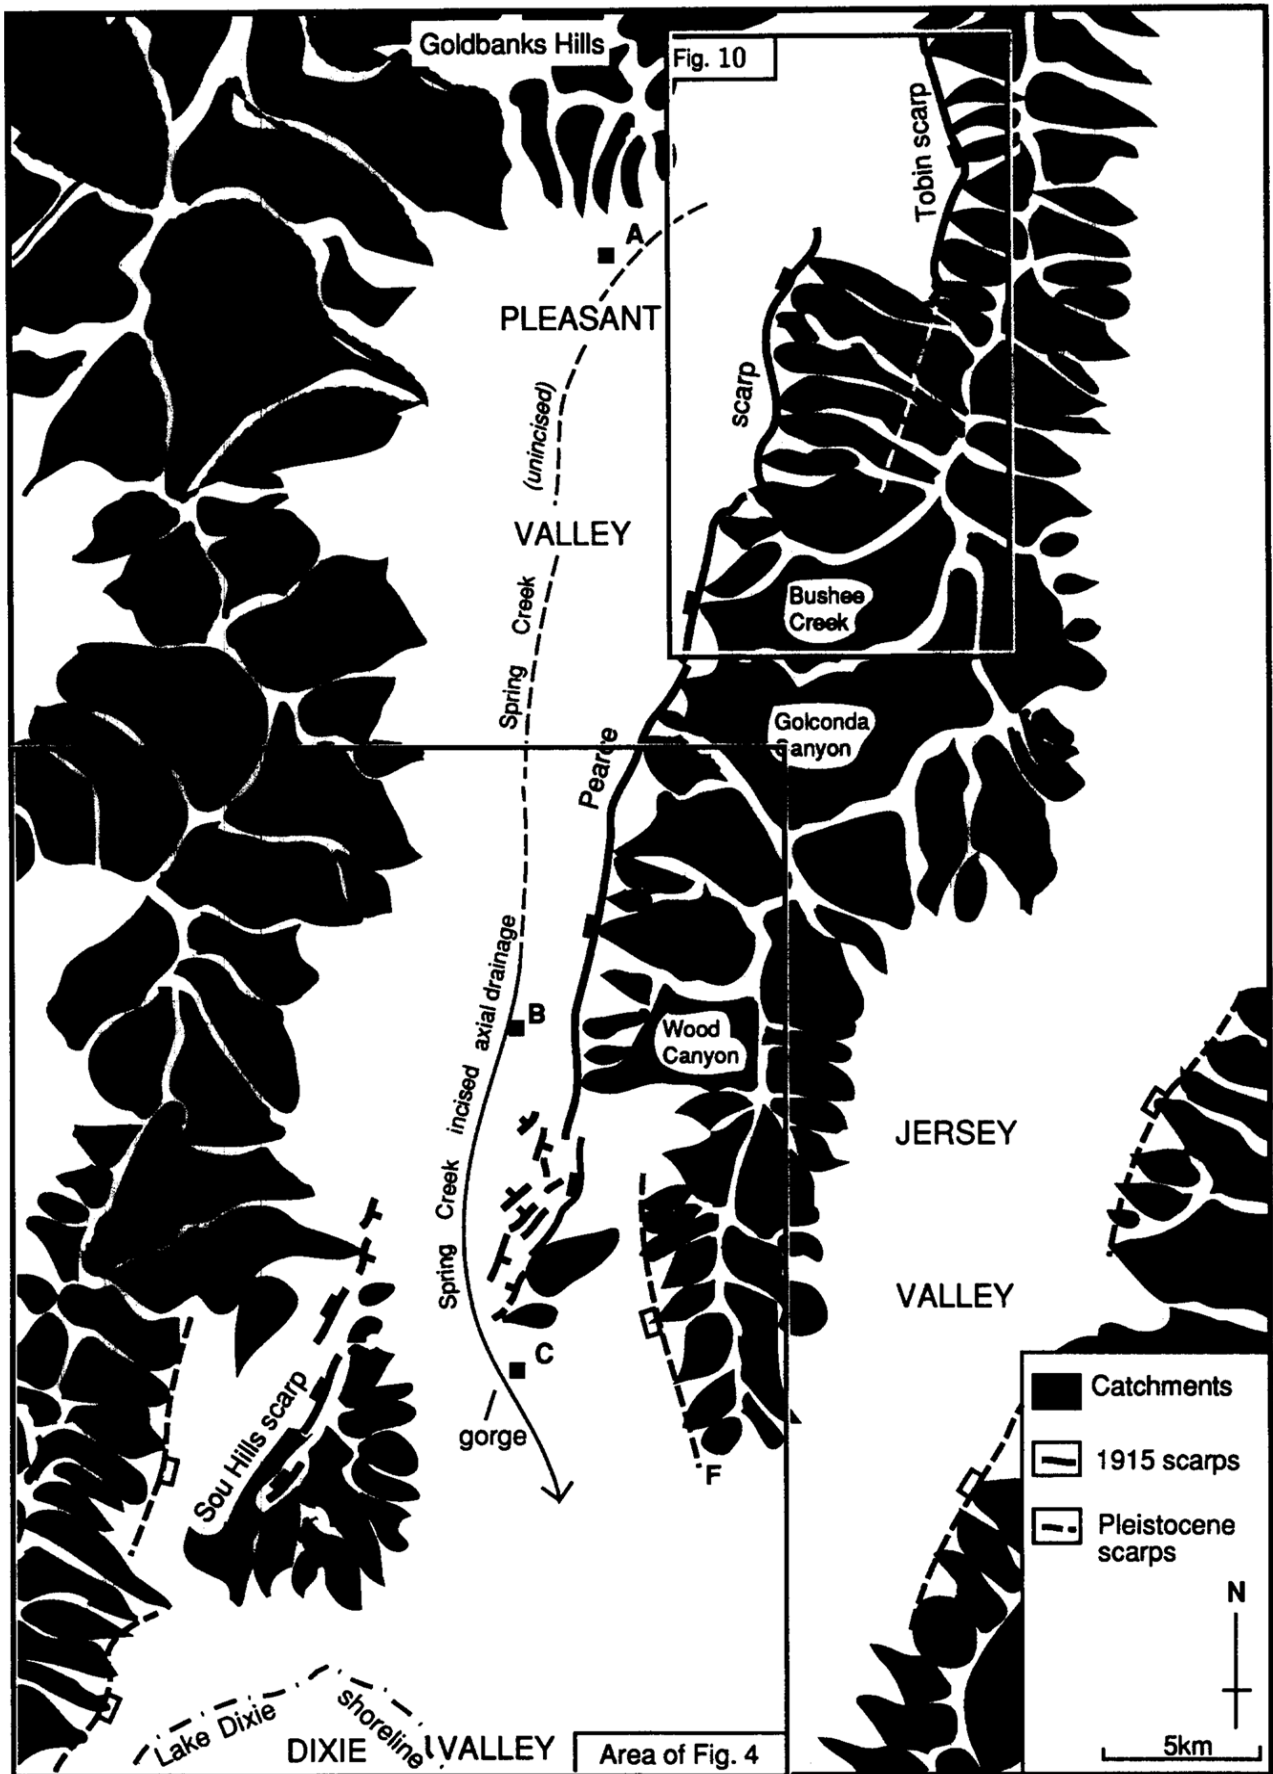 Goldbanks Hills
Fig. 10
Tobin scarp
A
PLEASANT
scarp
(unincised)
VALLEY
Spring Creek
Bushee
Creek
Golconda
Canyon
Pearce
Spring Creek incised axial drainage
B
Wood
Canyon
JERSEY
VALLEY
C
gorge
Sou Hills scarp
F
Catchments
1915 scarps
Pleistocene
scarps
N
5km
Lake Dixie
shoreline
DIXIE VALLEY
Area of Fig. 4